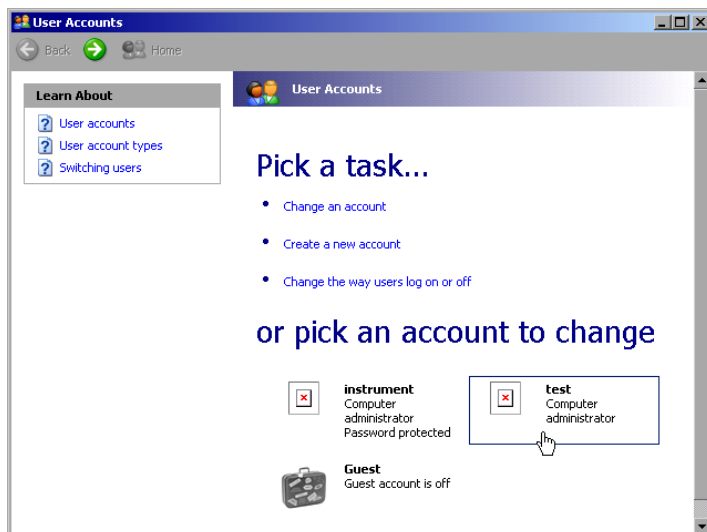 User Accounts
Back Home
Learn About
User accounts
User account types
Switching users
User Accounts
Pick a task...
Change an account
Create a new account
Change the way users log on or off
or pick an account to change
instrument
Computer
administrator
Password protected
test
Computer
administrator
Guest
Guest account is off